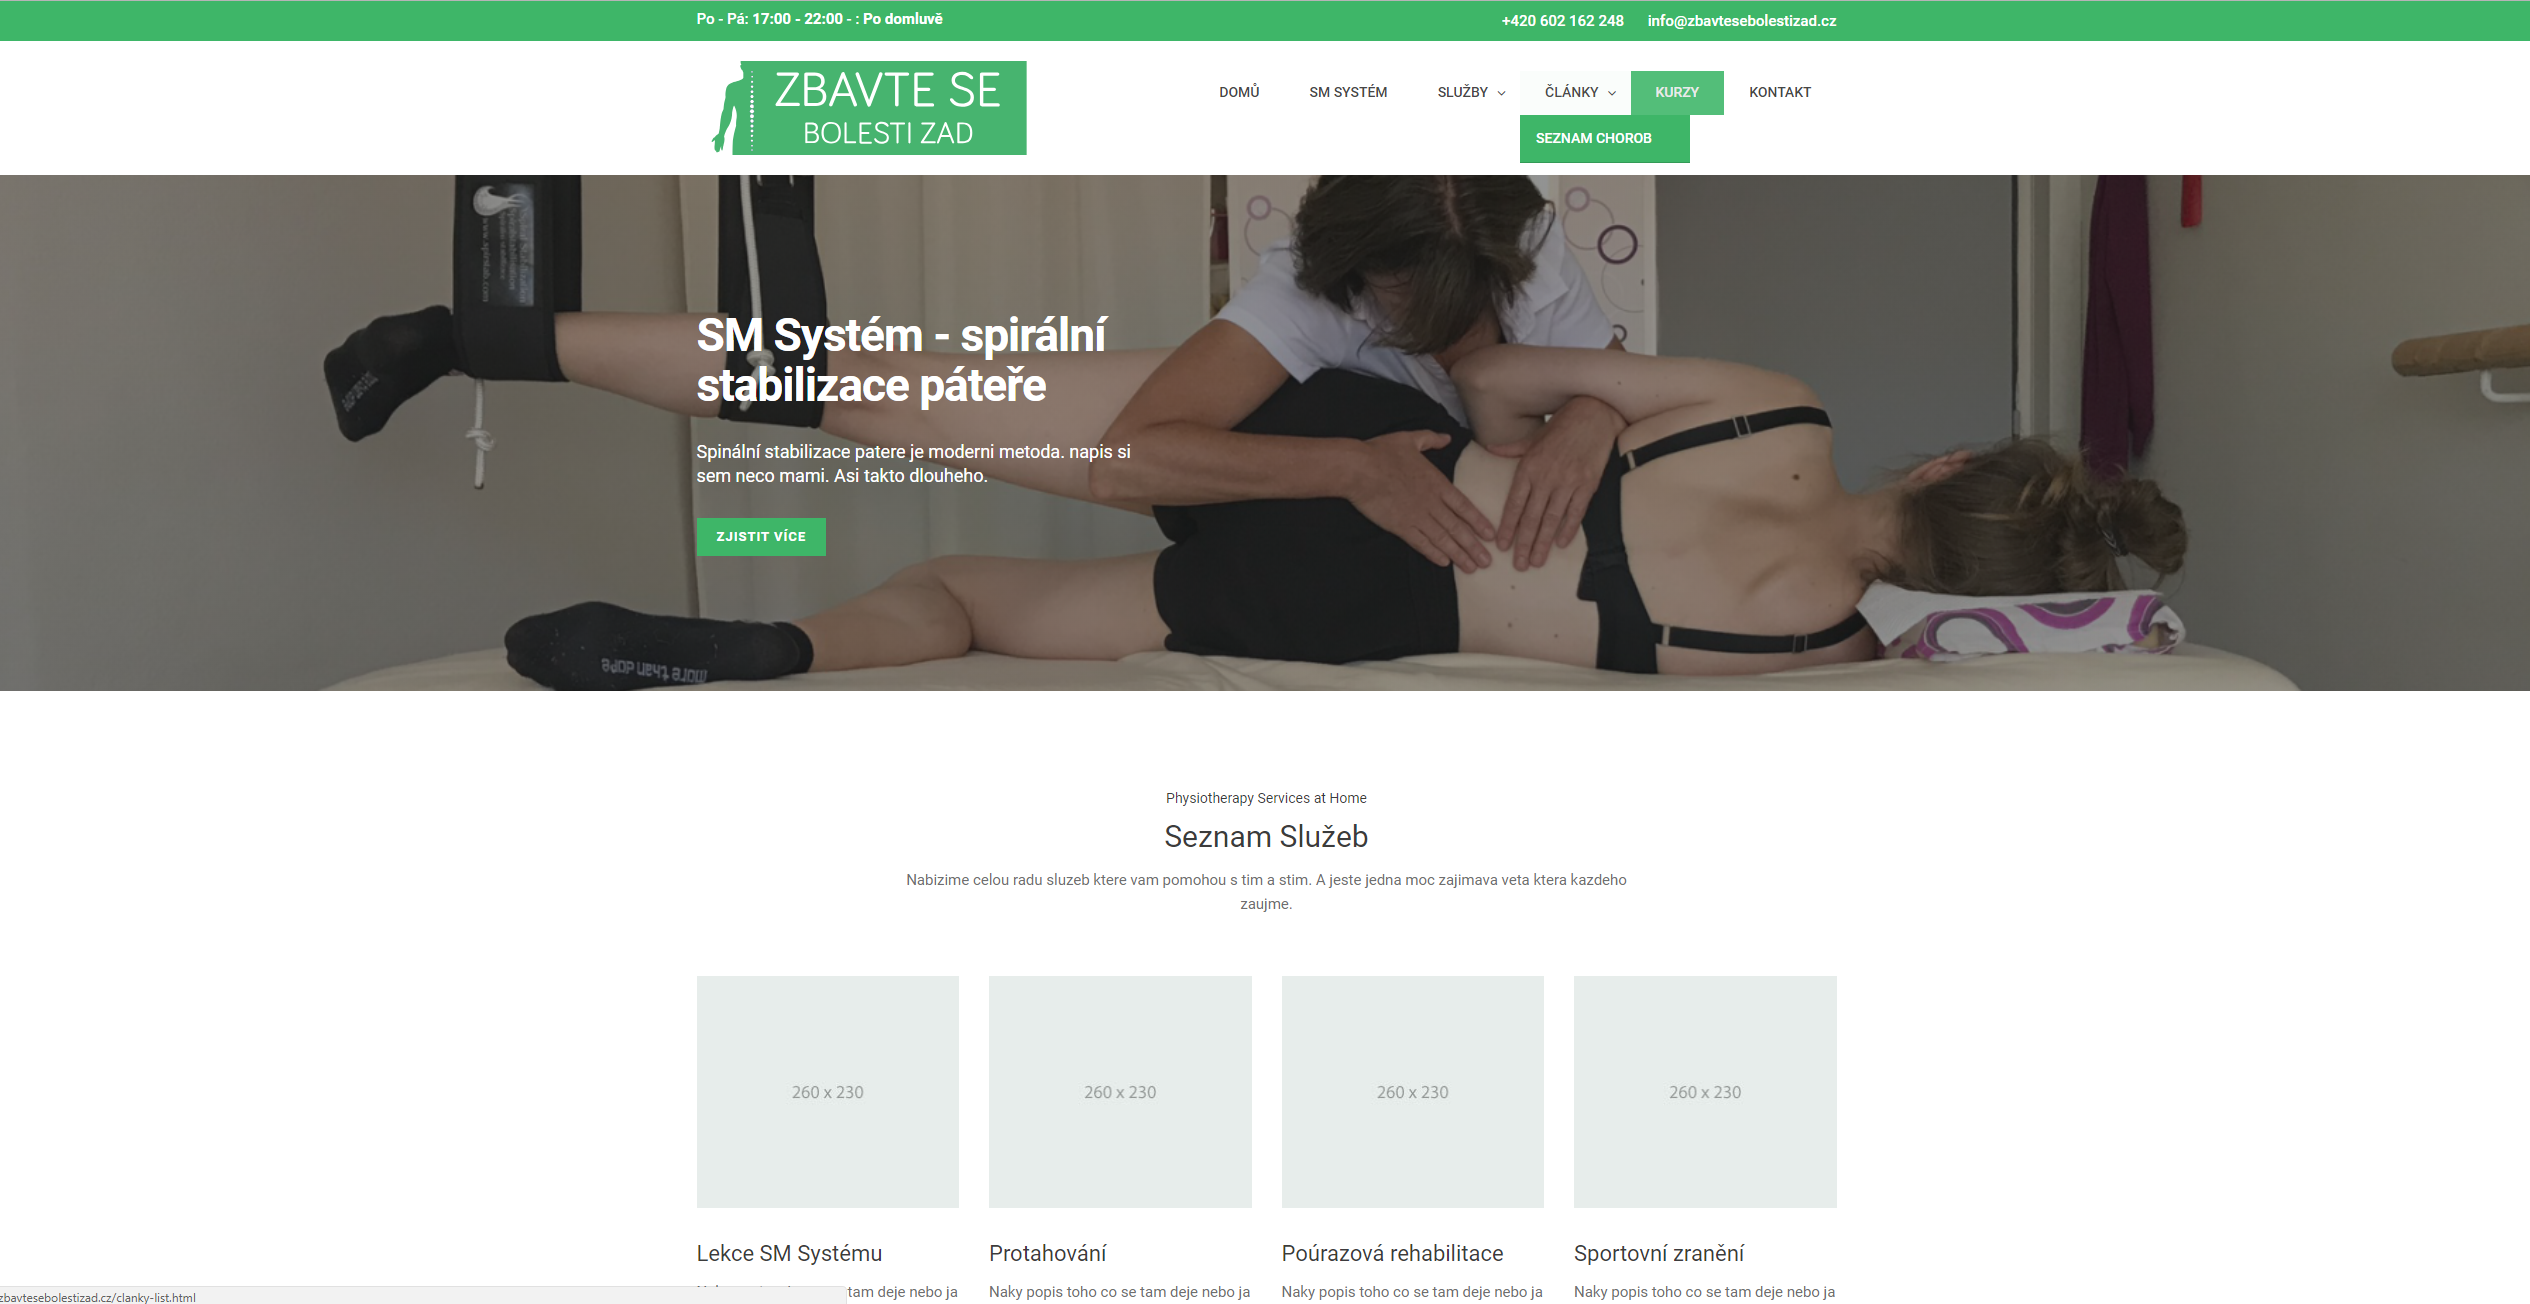 Po - Pá: 17:00 - 22:00 - : Po domluvě
+420 602 162 248 info@zbavtesebolestizad.cz
ZBAVTE SE
BOLESTI ZAD
DOMŮ SM SYSTÉM SLUŽBY ČLÁNKY KURZY KONTAKT
SEZNAM CHOROB
SM Systém - spirální
stabilizace páteře
Spinální stabilizace patere je moderni metoda. napis si
sem neco mami. Asi takto dlouheho.
ZJISTIT VÍCE
more than dope
Physiotherapy Services at Home
Seznam Služeb
Nabizime celou radu sluzeb ktere vam pomohou s tim a stim. A jeste jedna moc zajimava veta ktera kazdeho
zaujme.
260 x 230 260 x 230 260 x 230 260 x 230
Lekce SM Systému Protahování Poúrazová rehabilitace Sportovní zranění
tam deje nebo ja Naky popis toho co se tam deje nebo ja Naky popis toho co se tam deje nebo ja Naky popis toho co se tam deje nebo ja
zbavtesebolestizad.cz/clanky-list.html